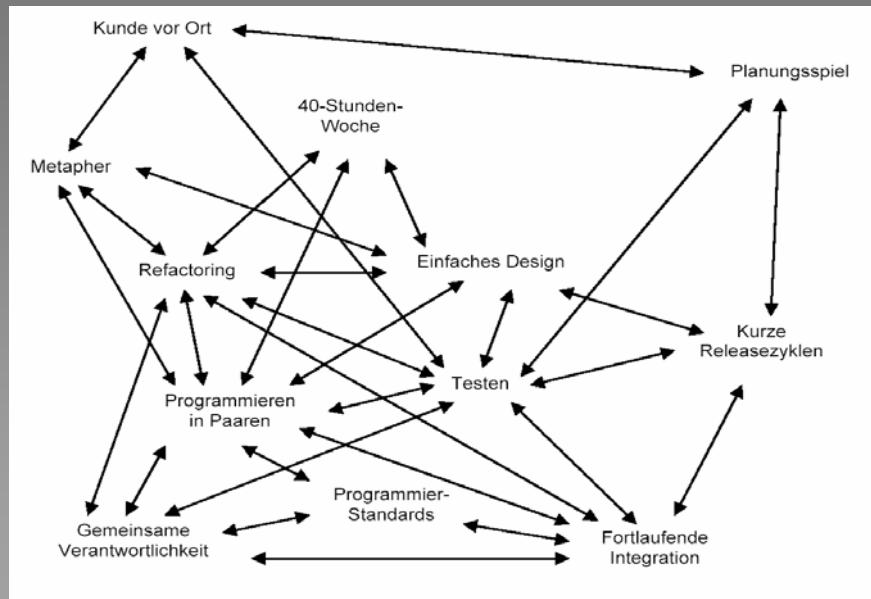 Kunde vor Ort
Planungsspiel
40-Stunden-
Woche
Metapher
Refactoring
Einfaches Design
Kurze
Releasezyklen
Testen
Programmieren
in Paaren
Programmier-
Standards
Gemeinsame
Verantwortlichkeit
Fortlaufende
Integration